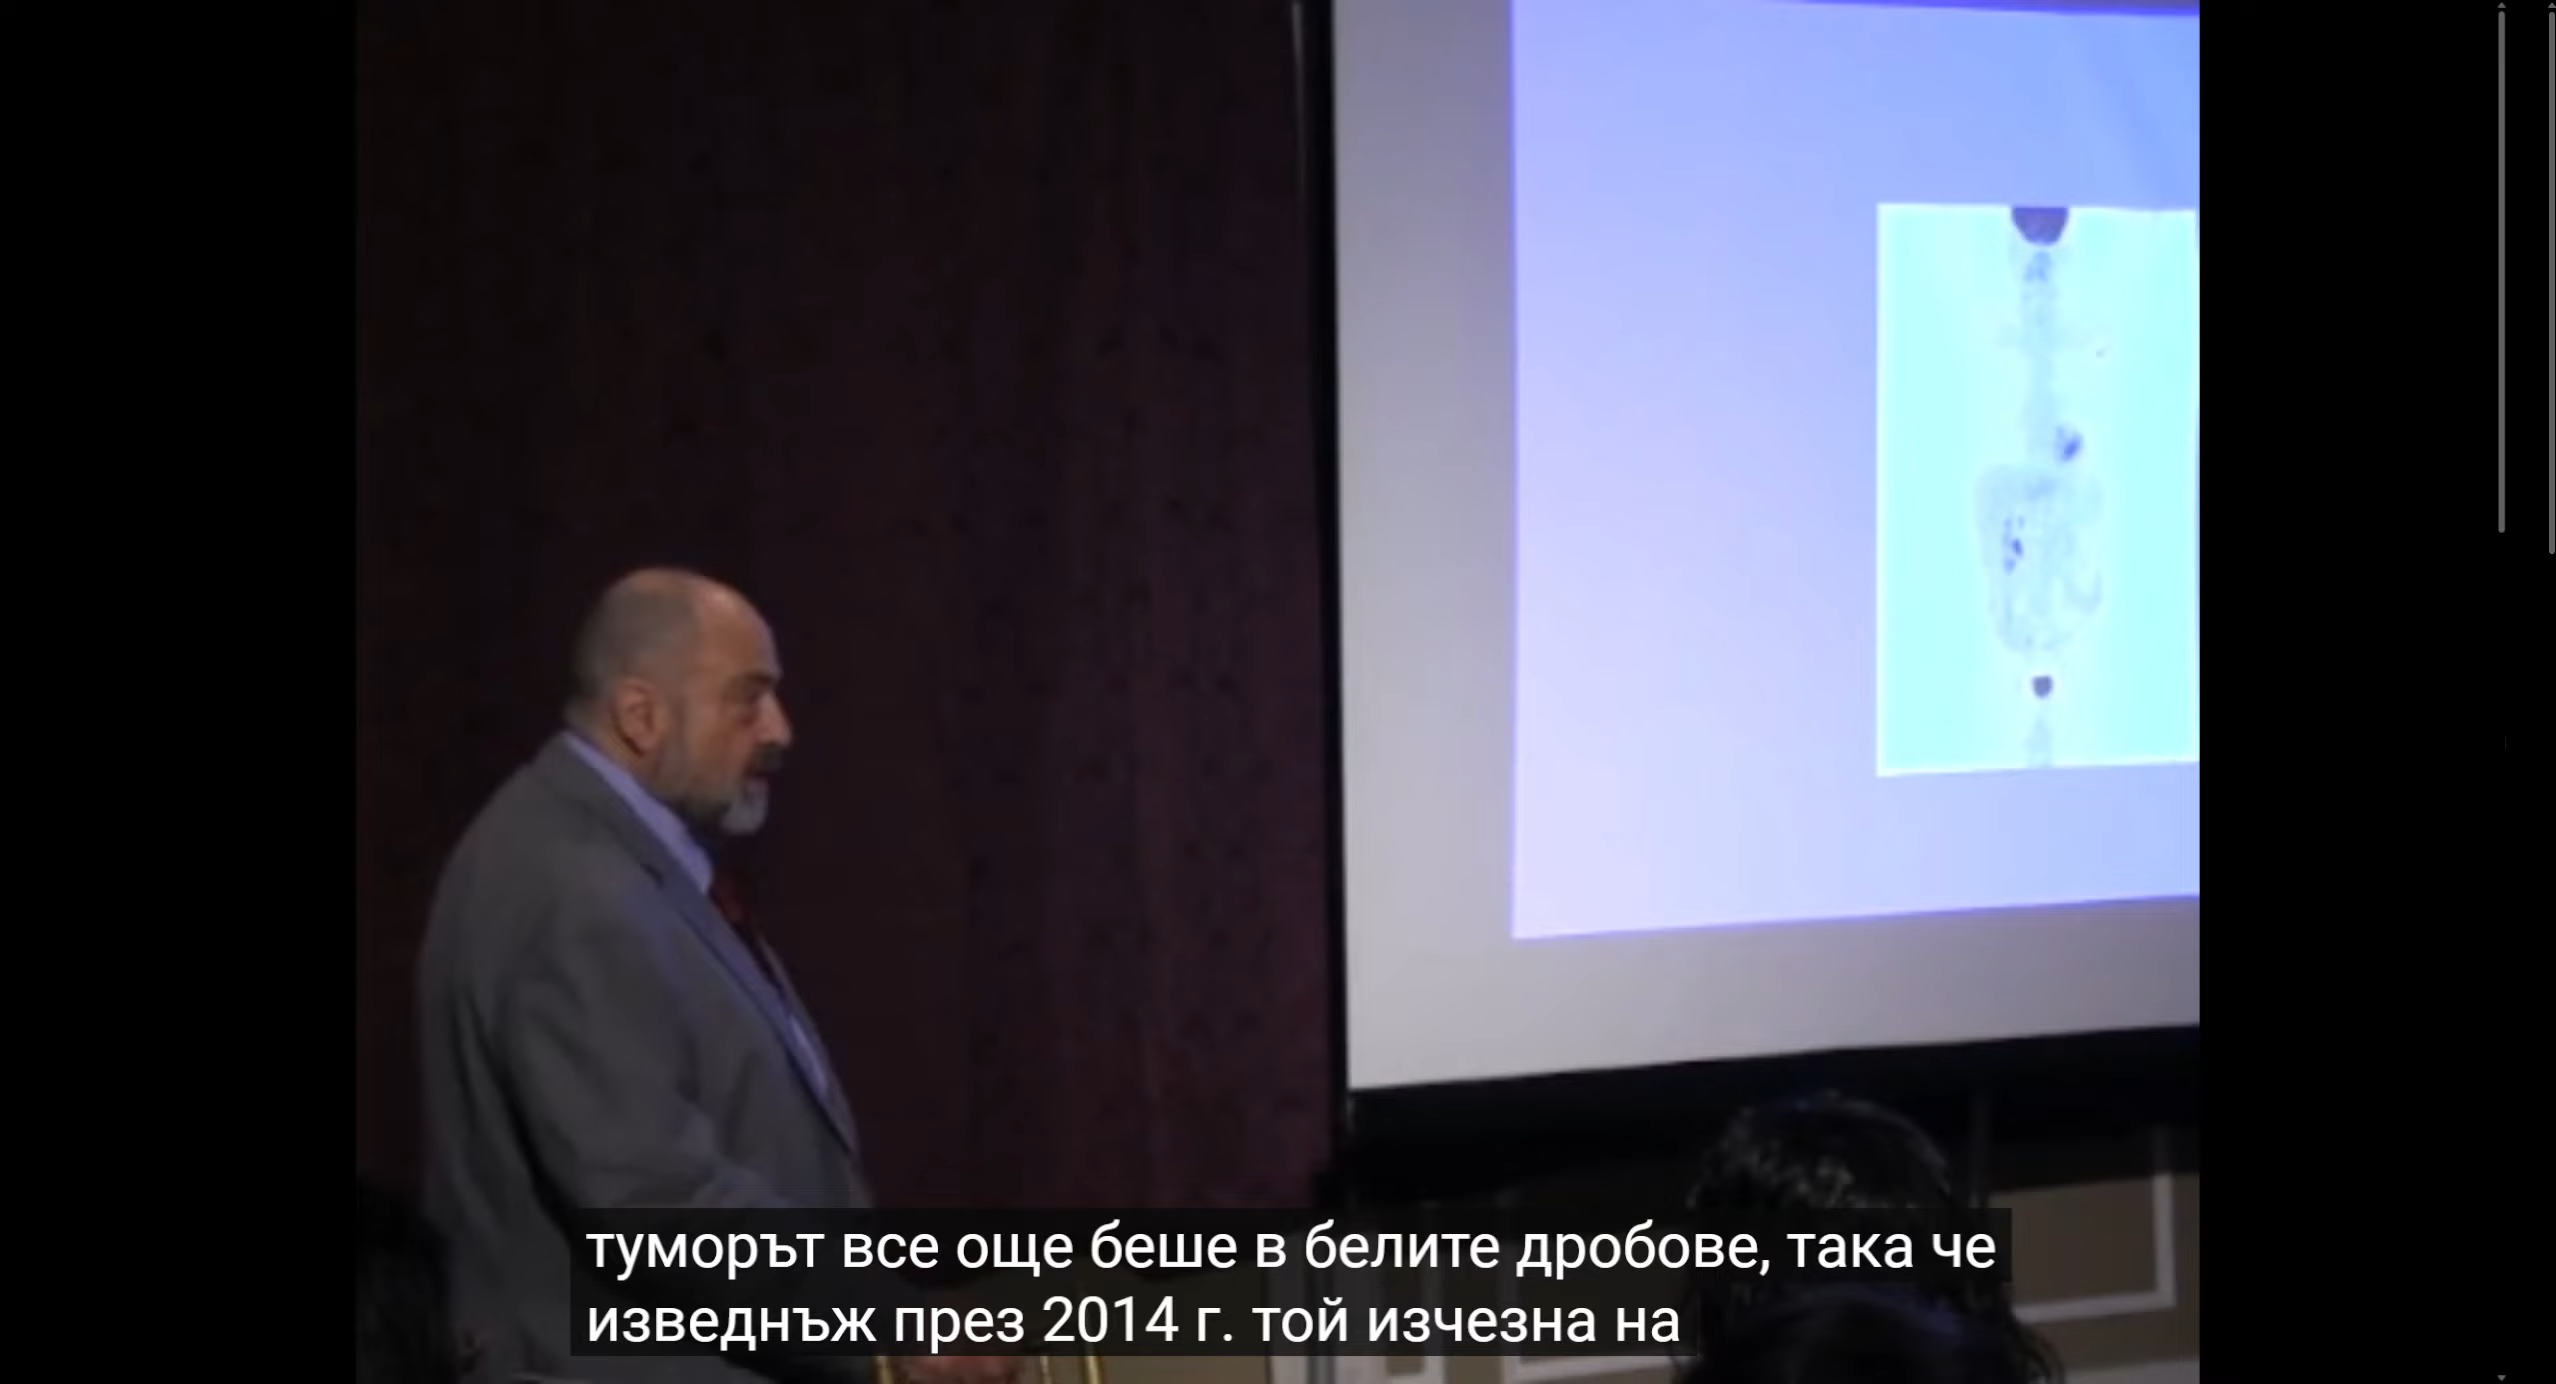 туморът все още беше в белите дробове, така че
изведнъж през 2014 г. той изчезна на